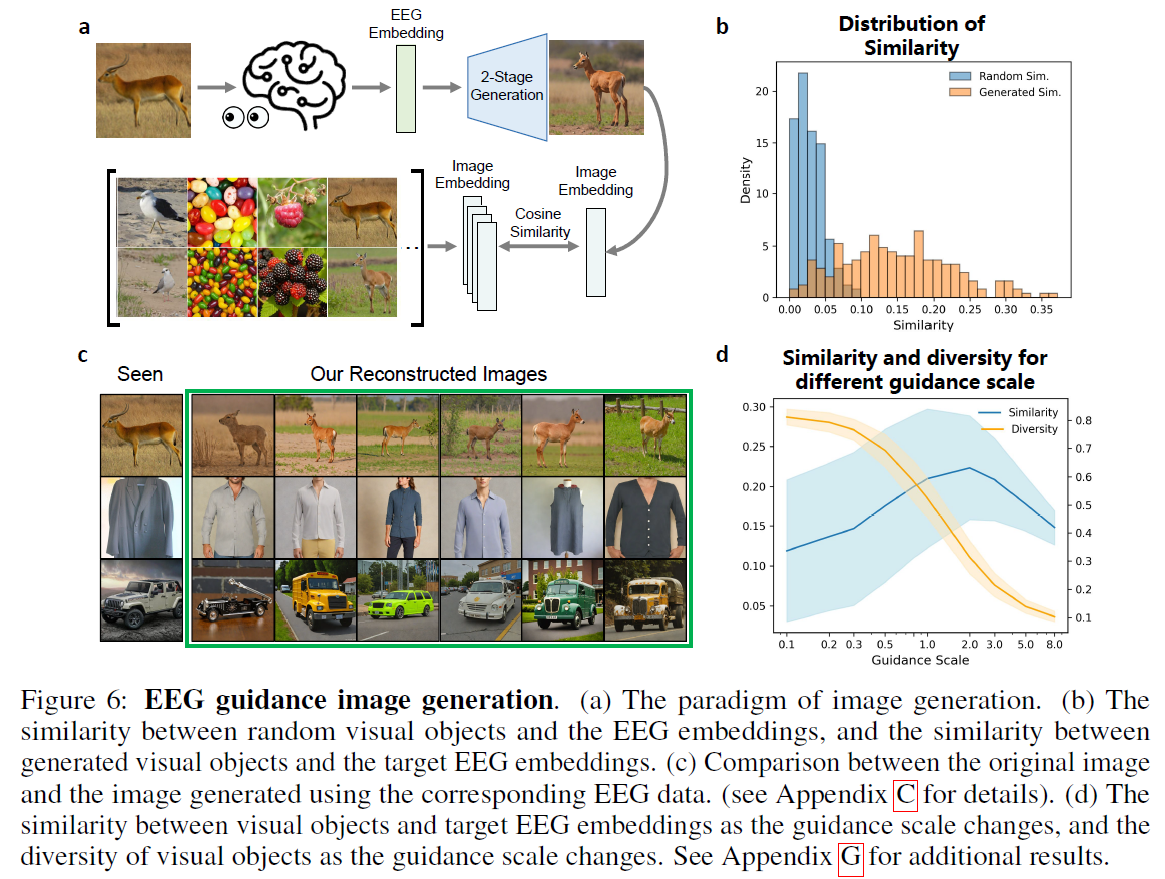 a
EEG
Embedding
2-Stage
Generation
Image
Embedding
Image
Embedding
Cosine
Similarity
b
Distribution of
Similarity
Random Sim.
Generated Sim.
Density
20
15
10
5
0
0.00 0.05 0.10 0.15 0.20 0.25 0.30 0.35
Similarity
c
Seen
Our Reconstructed Images
d
Similarity and diversity for
different guidance scale
Similarity
Diversity
0.30
0.25
0.20
0.15
0.10
0.05
0.8
0.7
0.6
0.5
0.4
0.3
0.2
0.1
0.1 0.2 0.3 0.5 1.0 2.0 3.0 5.0 8.0
Guidance Scale
Figure 6: EEG guidance image generation. (a) The paradigm of image generation. (b) The
similarity between random visual objects and the EEG embeddings, and the similarity between
generated visual objects and the target EEG embeddings. (c) Comparison between the original image
and the image generated using the corresponding EEG data. (see Appendix C for details). (d) The
similarity between visual objects and target EEG embeddings as the guidance scale changes, and the
diversity of visual objects as the guidance scale changes. See Appendix G for additional results.